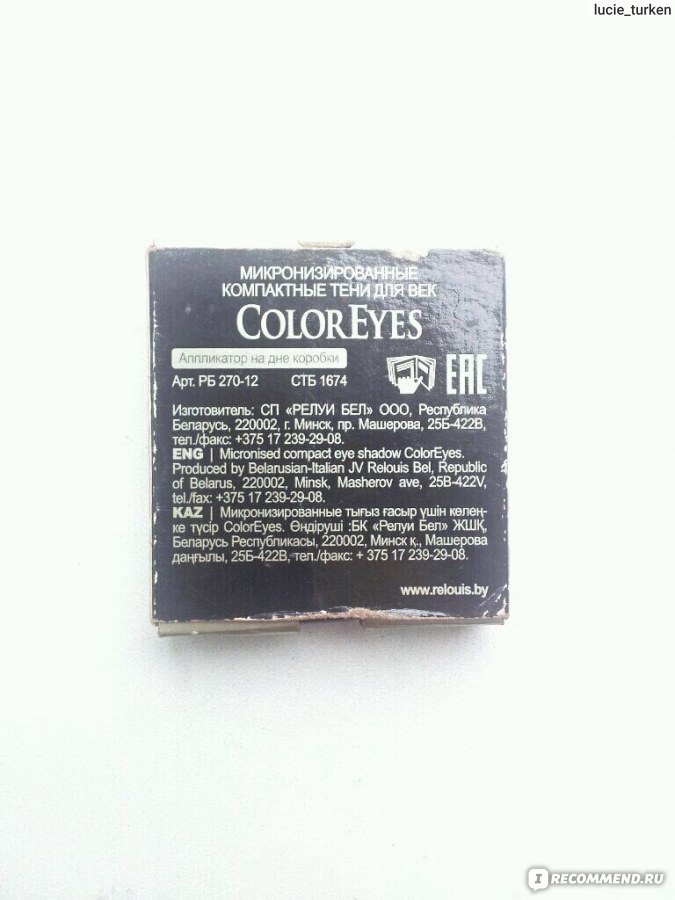 lucie_turken
МИКРОНИЗИРОВАННЫЕ
КОМПАКТНЫЕ ТЕНИ ДЛЯ ВЕК
COLOREYES
Аппликатор на дне коробки
Арт. РБ 270-12 СТБ 1674 EAC
Изготовитель: СП «РЕЛУИ БЕЛ» ООО, Республика
Беларусь, 220002, г. Минск, пр. Машерова, 25Б-422В,
тел./факс: +375 17 239-29-08.
ENG | Micronised compact eye shadow ColorEyes.
Produced by Belarusian-Italian JV Relouis Bel, Republic
of Belarus, 220002, Minsk, Masherov ave, 25B-422V,
tel./fax: +375 17 239-29-08.
KAZ | Микронизированные тығыз ғасыр үшін көлең-
ке түсір ColorEyes. Өндіруші :БК «Релуи Бел» ЖШҚ,
Беларусь Республикасы, 220002, Минск қ., Машерова
даңғылы, 25Б-422В, тел./факс: + 375 17 239-29-08.
www.relouis.by
IRECOMMEND.RU